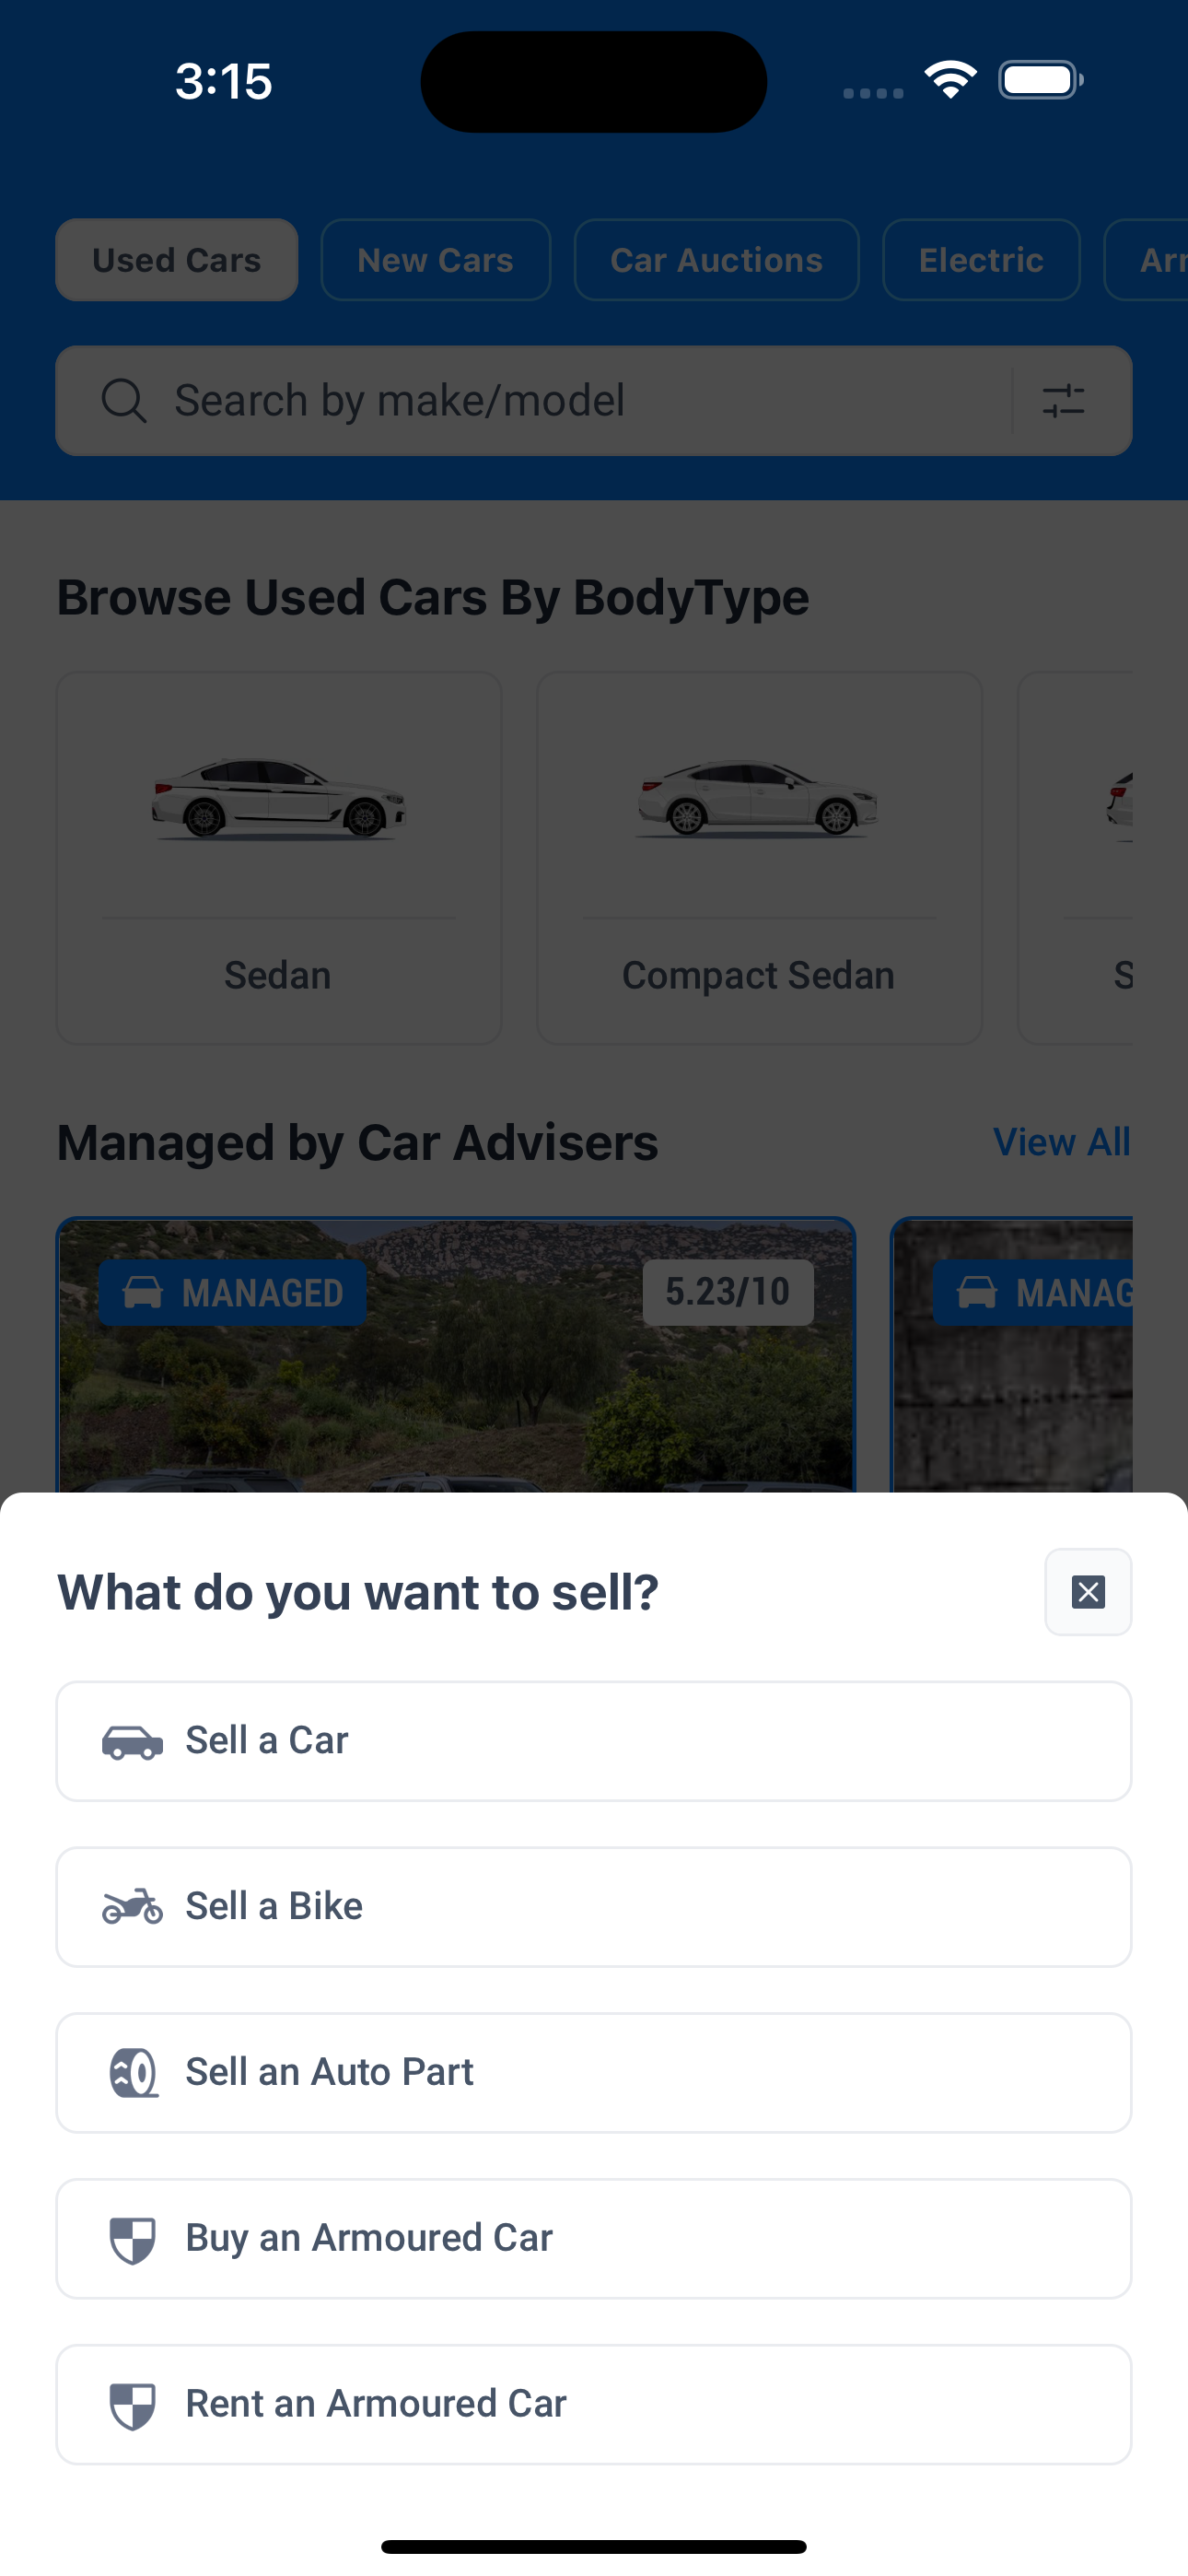 3:15
Used Cars
New Cars
Car Auctions
Electric
Search by make/model
Browse Used Cars By BodyType
Sedan
Compact Sedan
Managed by Car Advisers
View All
MANAGED
5.23/10
What do you want to sell?
Sell a Car
Sell a Bike
Sell an Auto Part
Buy an Armoured Car
Rent an Armoured Car